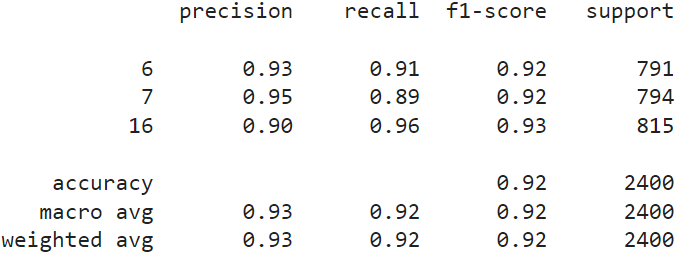 precision recall f1-score support
6 0.93 0.91 0.92 791
7 0.95 0.89 0.92 794
16 0.90 0.96 0.93 815
accuracy 0.92 2400
macro avg 0.93 0.92 0.92 2400
weighted avg 0.93 0.92 0.92 2400